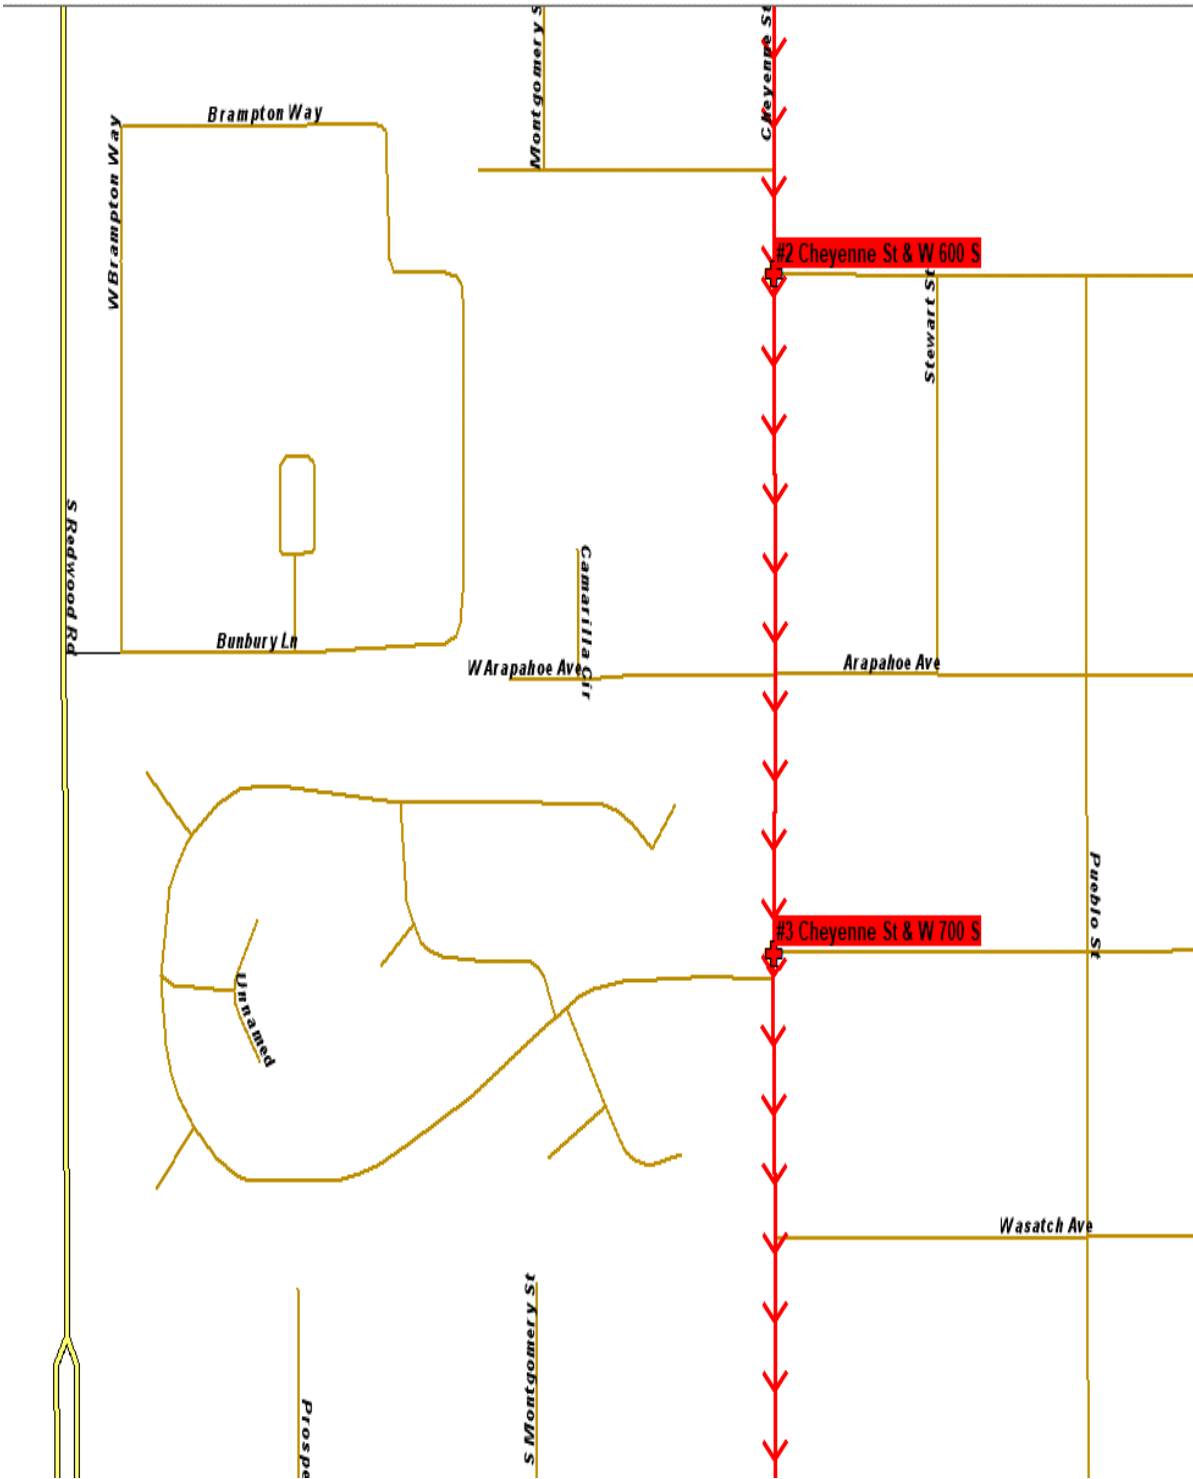 Montgomery S
Cheyenne St
Brampton Way
W Brampton Way
#2 Cheyenne St & W 600 S
Stewart St
S Redwood Rd
Camarilla Cir
Bunbury Ln
W Arapahoe Ave
Arapahoe Ave
Pueblo St
#3 Cheyenne St & W 700 S
Unnamed
Wasatch Ave
S Montgomery St
Prospe